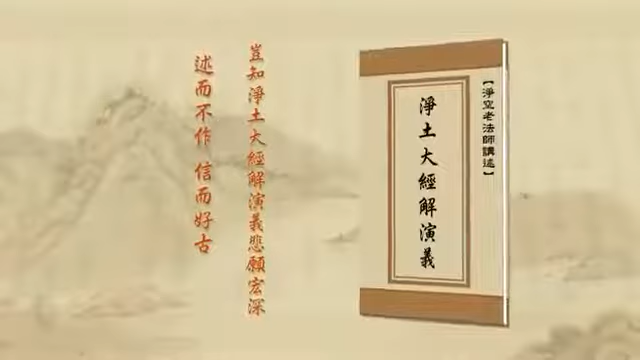 豈知淨土大經解演義悲願宏深
述而不作 信而好古
【淨空老法師講述】
淨土大經解演義